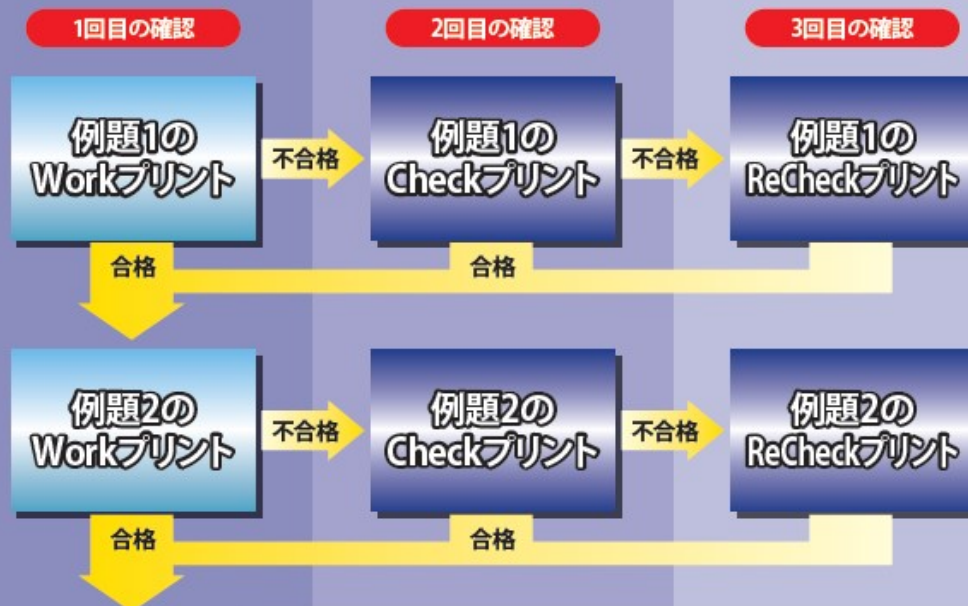 1回目の確認
2回目の確認
3回目の確認
例題1の
Workプリント
不合格
例題1の
Checkプリント
不合格
例題1の
ReCheckプリント
合格
合格
例題2の
Workプリント
不合格
例題2の
Checkプリント
不合格
例題2の
ReCheckプリント
合格
合格